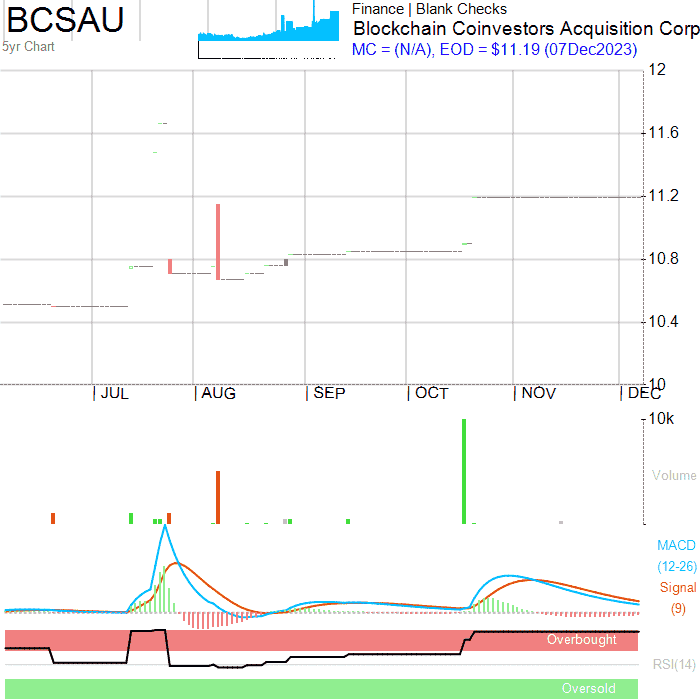 BCSAU
5yr Chart
Finance | Blank Checks
Blockchain Coinvestors Acquisition Corp
MC = (N/A), EOD = $11.19 (07Dec2023)
12
11.6
11.2
10.8
10.4
10
JUL AUG SEP OCT NOV DEC
10k
Volume
MACD
(12-26)
Signal
(9)
Overbought
RSI(14)
Oversold